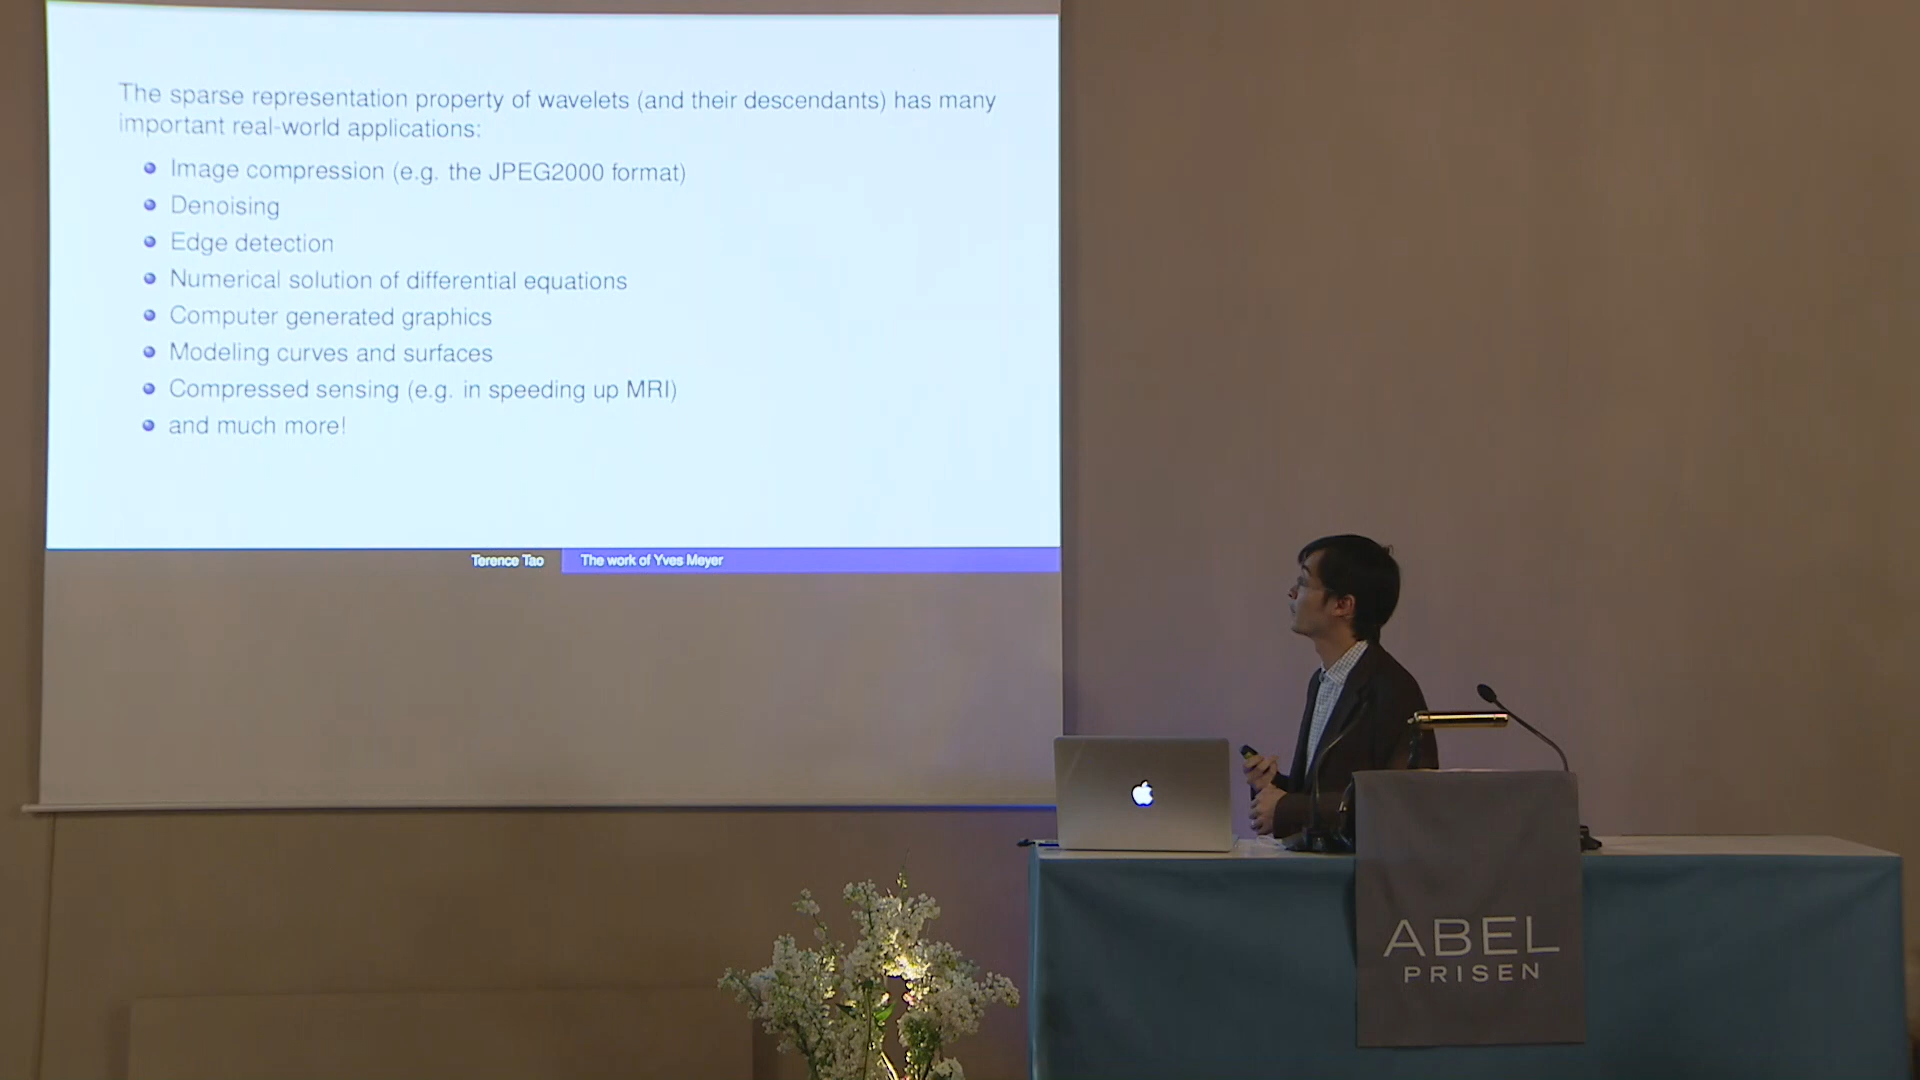 The sparse representation property of wavelets (and their descendants) has many
important real-world applications:
Image compression (e.g. the JPEG2000 format)
Denoising
Edge detection
Numerical solution of differential equations
Computer generated graphics
Modeling curves and surfaces
Compressed sensing (e.g. in speeding up MRI)
and much more!
Terence Tao
The work of Yves Meyer
ABEL
PRISEN